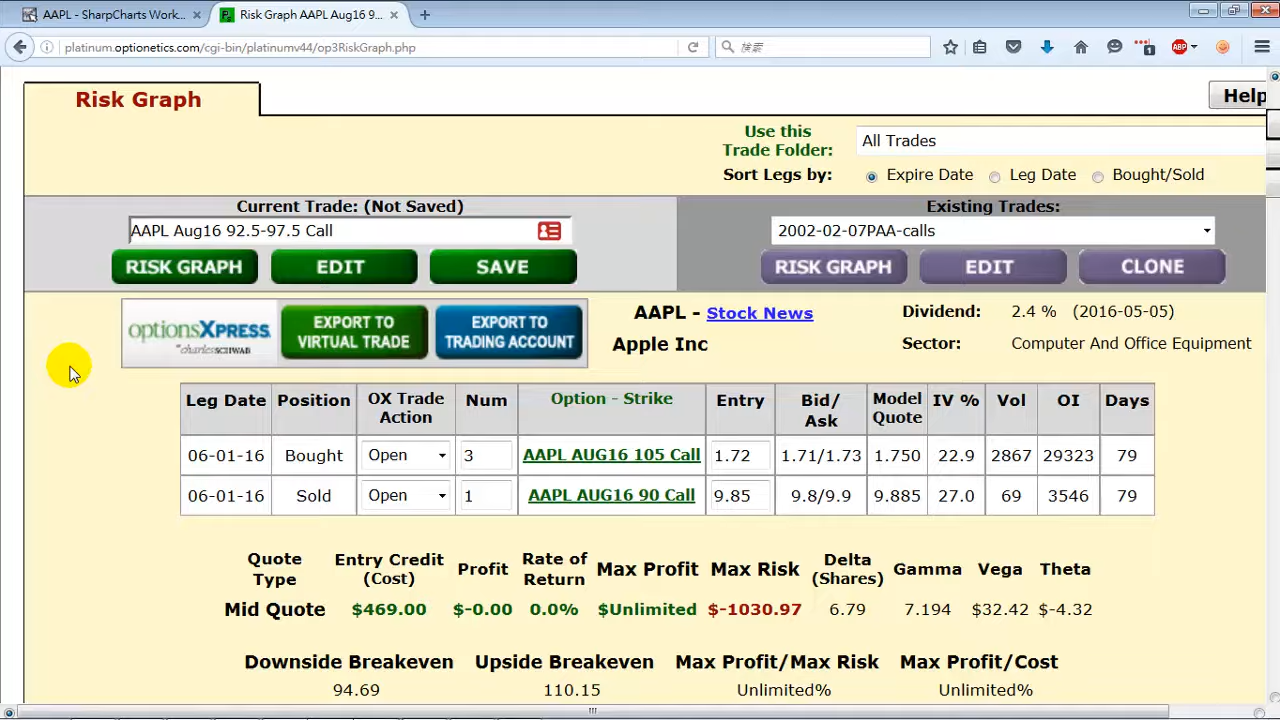 AAPL - SharpCharts Work...
Risk Graph AAPL Aug16 9...
platinum.optionetics.com/cgi-bin/platinumv44/op3RiskGraph.php
搜索
ABP
Risk Graph
Help
Use this
Trade Folder:
All Trades
Sort Legs by:
Expire Date
Leg Date
Bought/Sold
Current Trade: (Not Saved)
Existing Trades:
AAPL Aug16 92.5-97.5 Call
2002-02-07PAA-calls
RISK GRAPH
EDIT
SAVE
RISK GRAPH
EDIT
CLONE
optionsXpress
by charles SCHWAB
EXPORT TO
VIRTUAL TRADE
EXPORT TO
TRADING ACCOUNT
AAPL - Stock News
Apple Inc
Dividend: 2.4 % (2016-05-05)
Sector: Computer And Office Equipment
Leg Date Position OX Trade Action Num Option - Strike Entry Bid/ Ask Model Quote IV % Vol OI Days
06-01-16 Bought Open 3 AAPL AUG16 105 Call 1.72 1.71/1.73 1.750 22.9 2867 29323 79
06-01-16 Sold Open 1 AAPL AUG16 90 Call 9.85 9.8/9.9 9.885 27.0 69 3546 79
Quote Type Entry Credit (Cost) Profit Rate of Return Max Profit Max Risk Delta (Shares) Gamma Vega Theta
Mid Quote $469.00 $-0.00 0.0% $Unlimited $-1030.97 6.79 7.194 $32.42 $-4.32
Downside Breakeven Upside Breakeven Max Profit/Max Risk Max Profit/Cost
94.69 110.15 Unlimited% Unlimited%